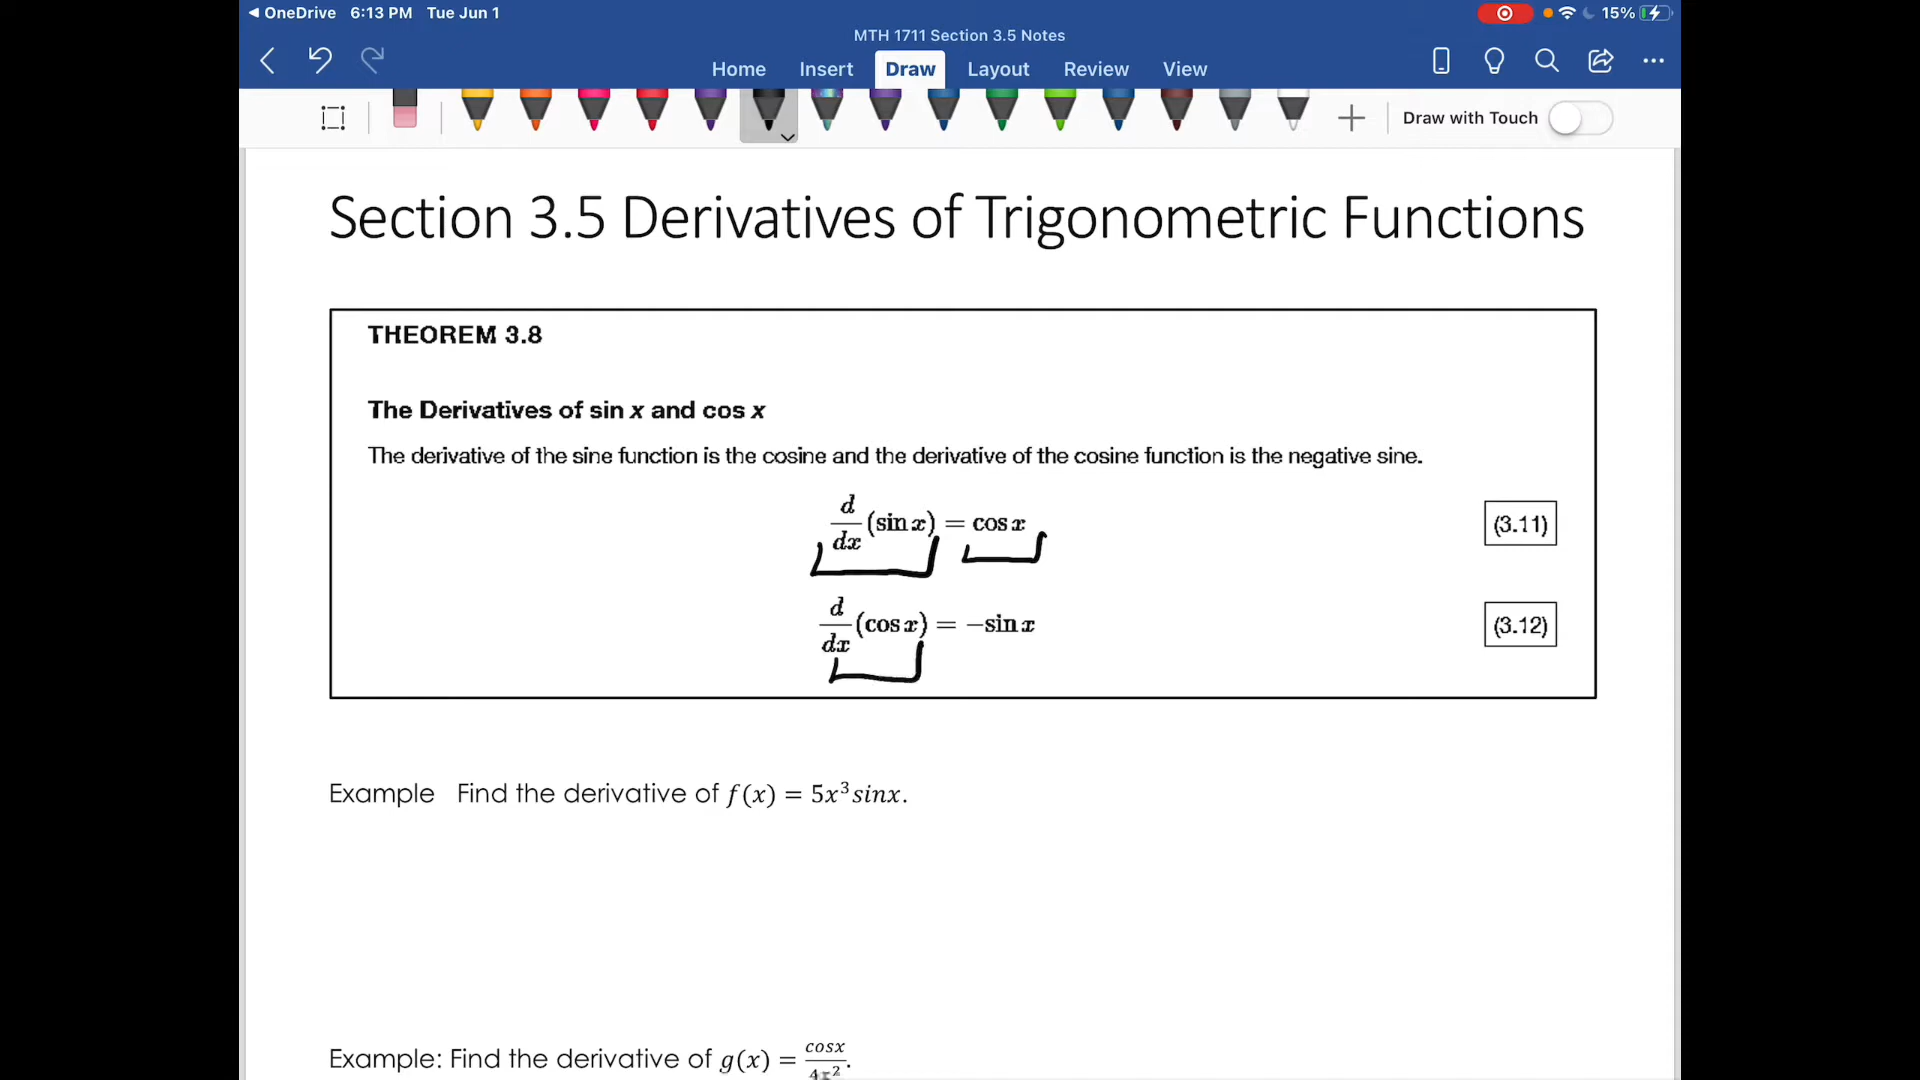 OneDrive 6:13 PM Tue Jun 1 15%
MTH 1711 Section 3.5 Notes
Home Insert Draw Layout Review View
Draw with Touch
Section 3.5 Derivatives of Trigonometric Functions
THEOREM 3.8
The Derivatives of sin x and cos x
The derivative of the sine function is the cosine and the derivative of the cosine function is the negative sine.
d/dx (sin x) = cos x (3.11)
d/dx (cos x) = −sin x (3.12)
Example Find the derivative of f(x) = 5x³sinx.
Example: Find the derivative of g(x) = cosx/4x².